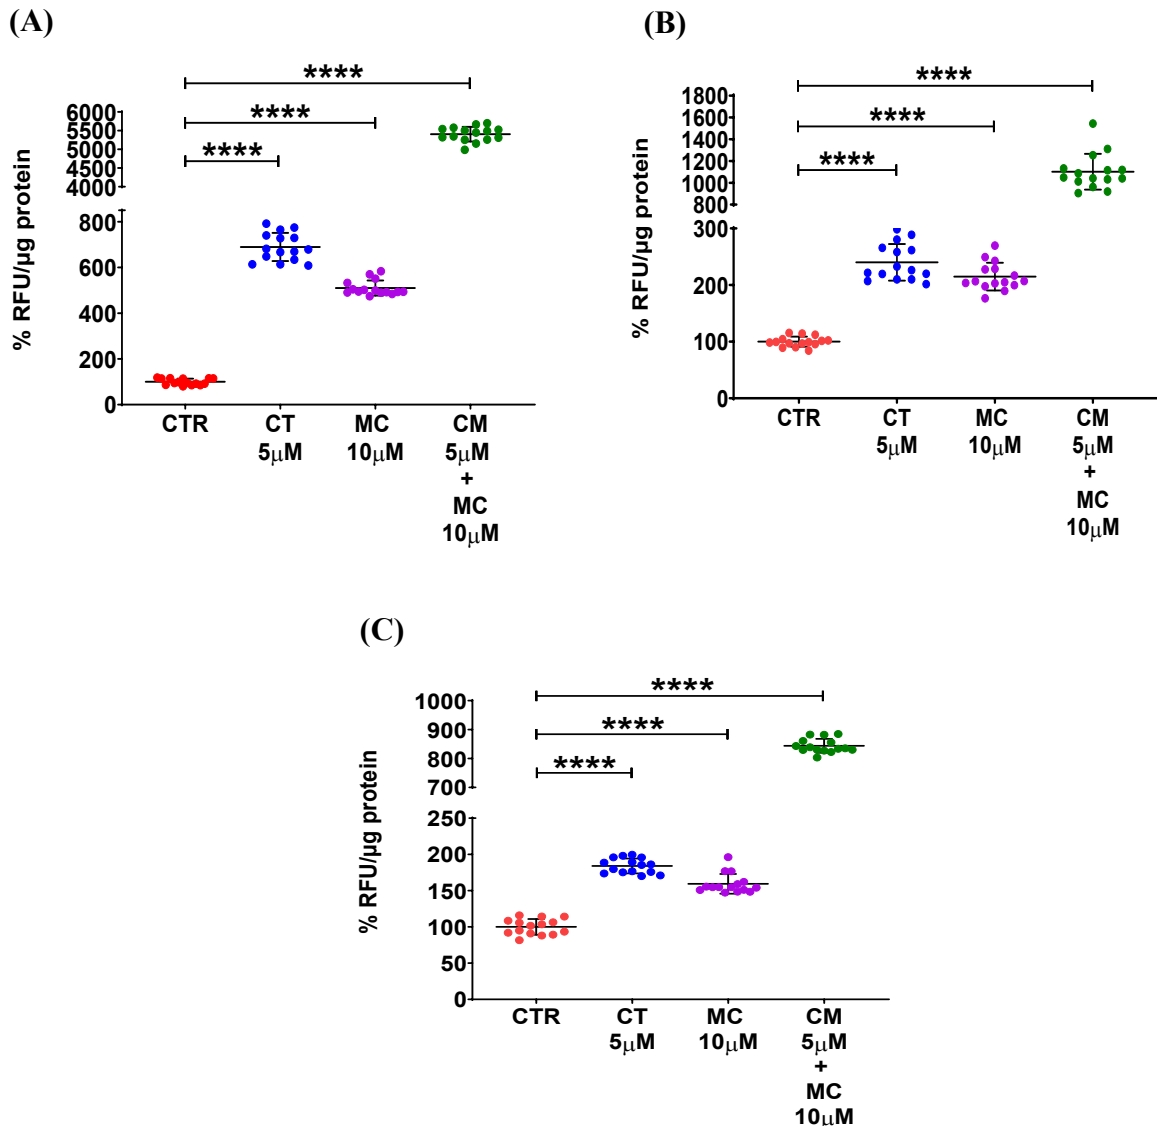 (A)
****
****
****
% RFU/µg protein
6000
5500
5000
4500
4000
800
600
400
200
0
CTR
CT
5µM
MC
10µM
CM
5µM
+
MC
10µM
(B)
****
****
****
% RFU/µg protein
1800
1600
1400
1200
1000
800
300
200
100
0
CTR
CT
5µM
MC
10µM
CM
5µM
+
MC
10µM
(C)
****
****
****
% RFU/µg protein
1000
900
800
700
250
200
150
100
50
0
CTR
CT
5µM
MC
10µM
CM
5µM
+
MC
10µM